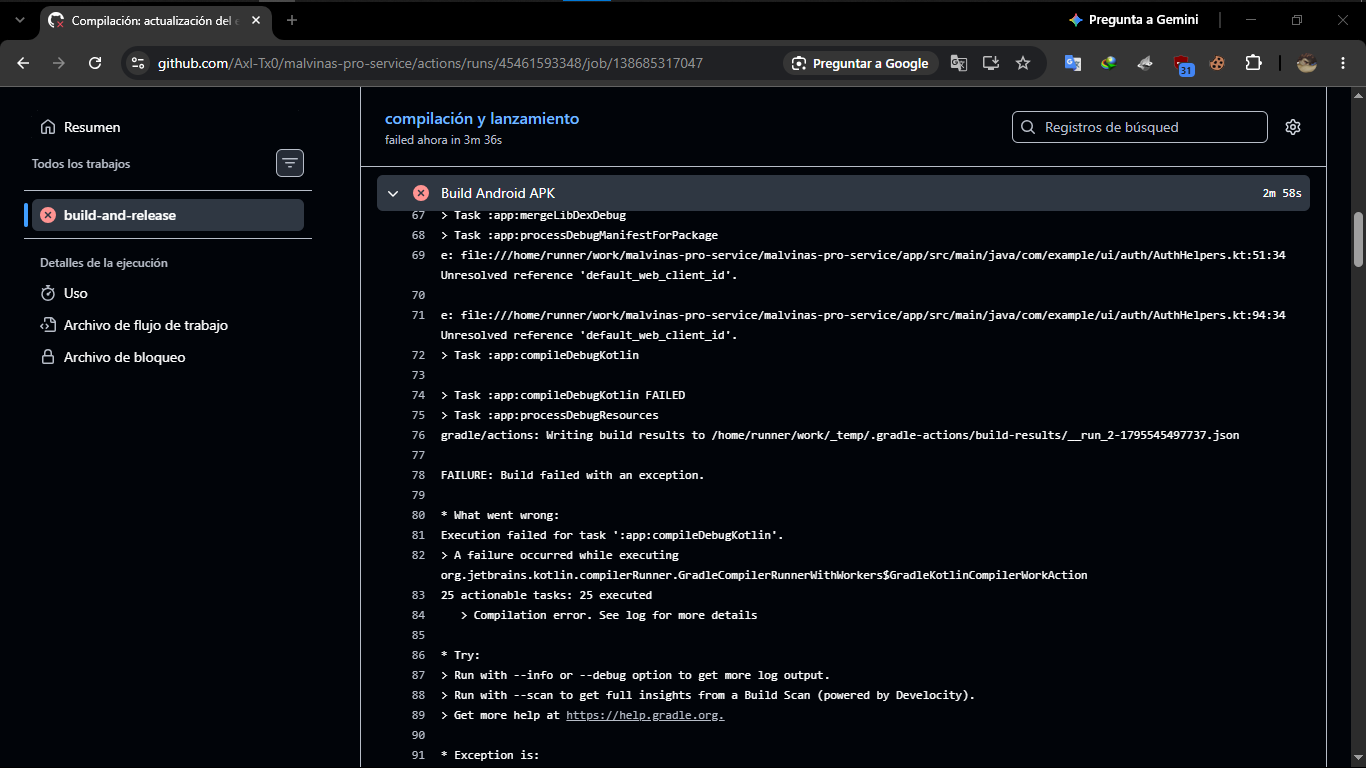 Compilación: actualización del
Pregunta a Gemini
github.com/Axl-Tx0/malvinas-pro-service/actions/runs/45461593348/job/138685317047
Preguntar a Google
31
Resumen
Todos los trabajos
build-and-release
Detalles de la ejecución
Uso
Archivo de flujo de trabajo
Archivo de bloqueo
compilación y lanzamiento
failed ahora in 3m 36s
Registros de búsqued
Build Android APK
2m 58s
67 > Task :app:mergeLibDexDebug
68 > Task :app:processDebugManifestForPackage
69 e: file:///home/runner/work/malvinas-pro-service/malvinas-pro-service/app/src/main/java/com/example/ui/auth/AuthHelpers.kt:51:34
Unresolved reference 'default_web_client_id'.
70
71 e: file:///home/runner/work/malvinas-pro-service/malvinas-pro-service/app/src/main/java/com/example/ui/auth/AuthHelpers.kt:94:34
Unresolved reference 'default_web_client_id'.
72 > Task :app:compileDebugKotlin
73
74 > Task :app:compileDebugKotlin FAILED
75 > Task :app:processDebugResources
76 gradle/actions: Writing build results to /home/runner/work/_temp/.gradle-actions/build-results/__run_2-1795545497737.json
77
78 FAILURE: Build failed with an exception.
79
80 * What went wrong:
81 Execution failed for task ':app:compileDebugKotlin'.
82 > A failure occurred while executing
org.jetbrains.kotlin.compilerRunner.GradleCompilerRunnerWithWorkers$GradleKotlinCompilerWorkAction
83 25 actionable tasks: 25 executed
84 > Compilation error. See log for more details
85
86 * Try:
87 > Run with --info or --debug option to get more log output.
88 > Run with --scan to get full insights from a Build Scan (powered by Develocity).
89 > Get more help at https://help.gradle.org.
90
91 * Exception is: